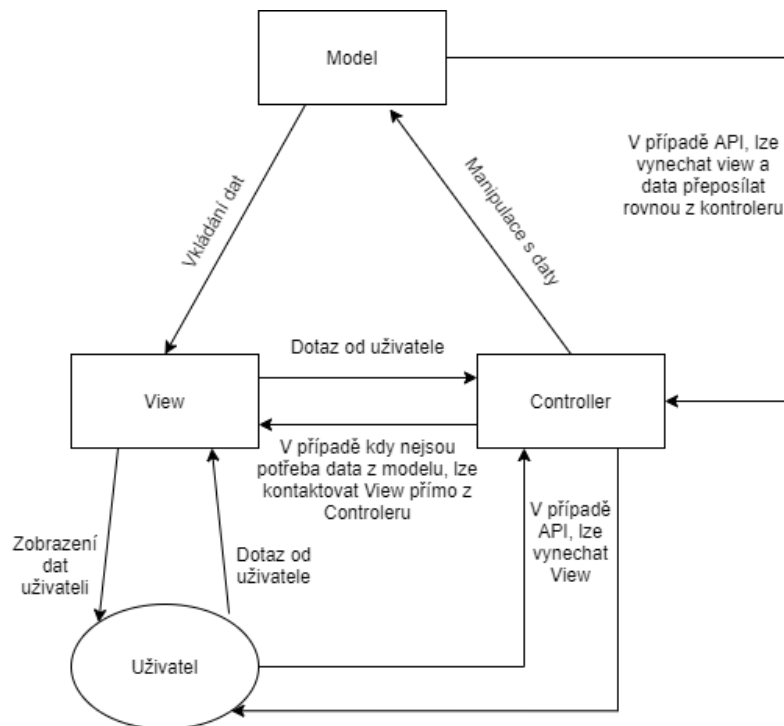 Model
V případě API, lze
vynechat view a
data přeposílat
rovnou z kontroleru
Vkládání dat
Manipulace s daty
Dotaz od uživatele
View
Controller
V případě kdy nejsou
potřeba data z modelu, lze
kontaktovat View přímo z
Controleru
V případě
API, lze
vynechat
View
Zobrazení
dat
uživateli
Dotaz od
uživatele
Uživatel